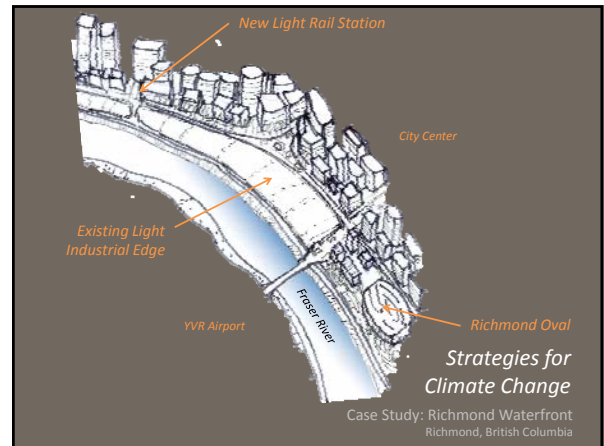 New Light Rail Station
City Center
Existing Light
Industrial Edge
Fraser River
YVR Airport
Richmond Oval
Strategies for
Climate Change
Case Study: Richmond Waterfront
Richmond, British Columbia